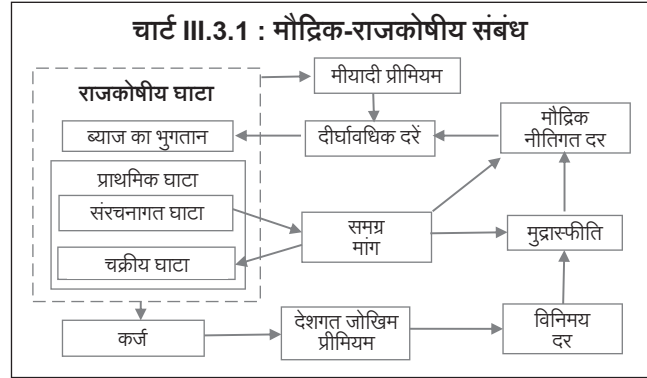 चार्ट III.3.1 : मौद्रिक-राजकोषीय संबंध
राजकोषीय घाटा
मीयादी प्रीमियम
ब्याज का भुगतान
दीर्घावधिक दरें
मौद्रिक
नीतिगत दर
प्राथमिक घाटा
संरचनागत घाटा
चक्रीय घाटा
समग्र
मांग
मुद्रास्फीति
कर्ज
देशगत जोखिम
प्रीमियम
विनिमय
दर